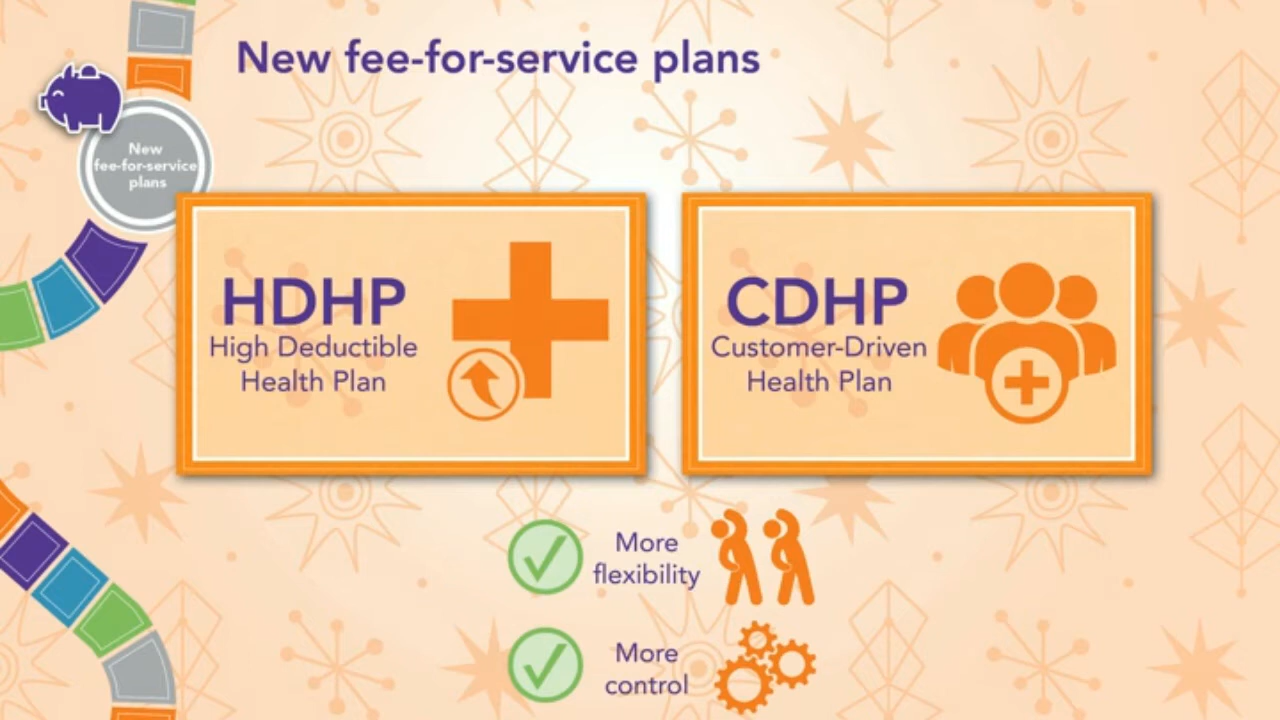 New fee-for-service plans
New
fee-for-service
plans
HDHP
High Deductible
Health Plan
CDHP
Customer-Driven
Health Plan
More
flexibility
More
control